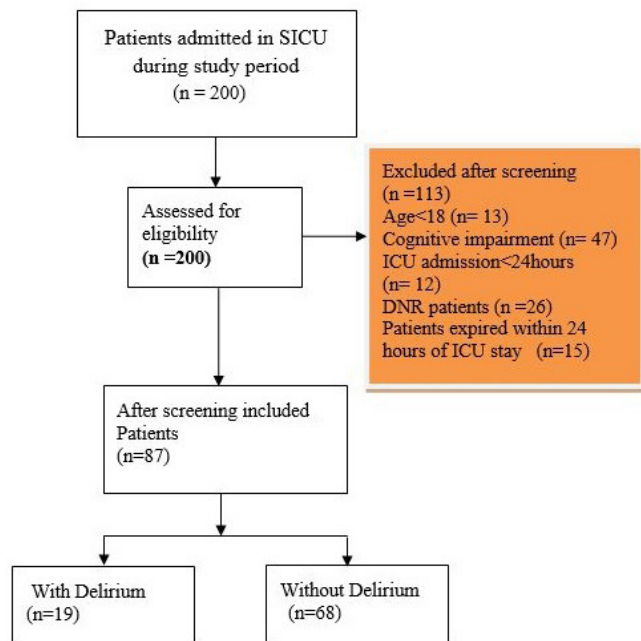 Patients admitted in SICU
during study period
(n = 200)
Assessed for
eligibility
(n =200)
Excluded after screening
(n =113)
Age<18 (n= 13)
Cognitive impairment (n= 47)
ICU admission<24hours
(n= 12)
DNR patients (n =26)
Patients expired within 24
hours of ICU stay (n=15)
After screening included
Patients
(n=87)
With Delirium
(n=19)
Without Delirium
(n=68)